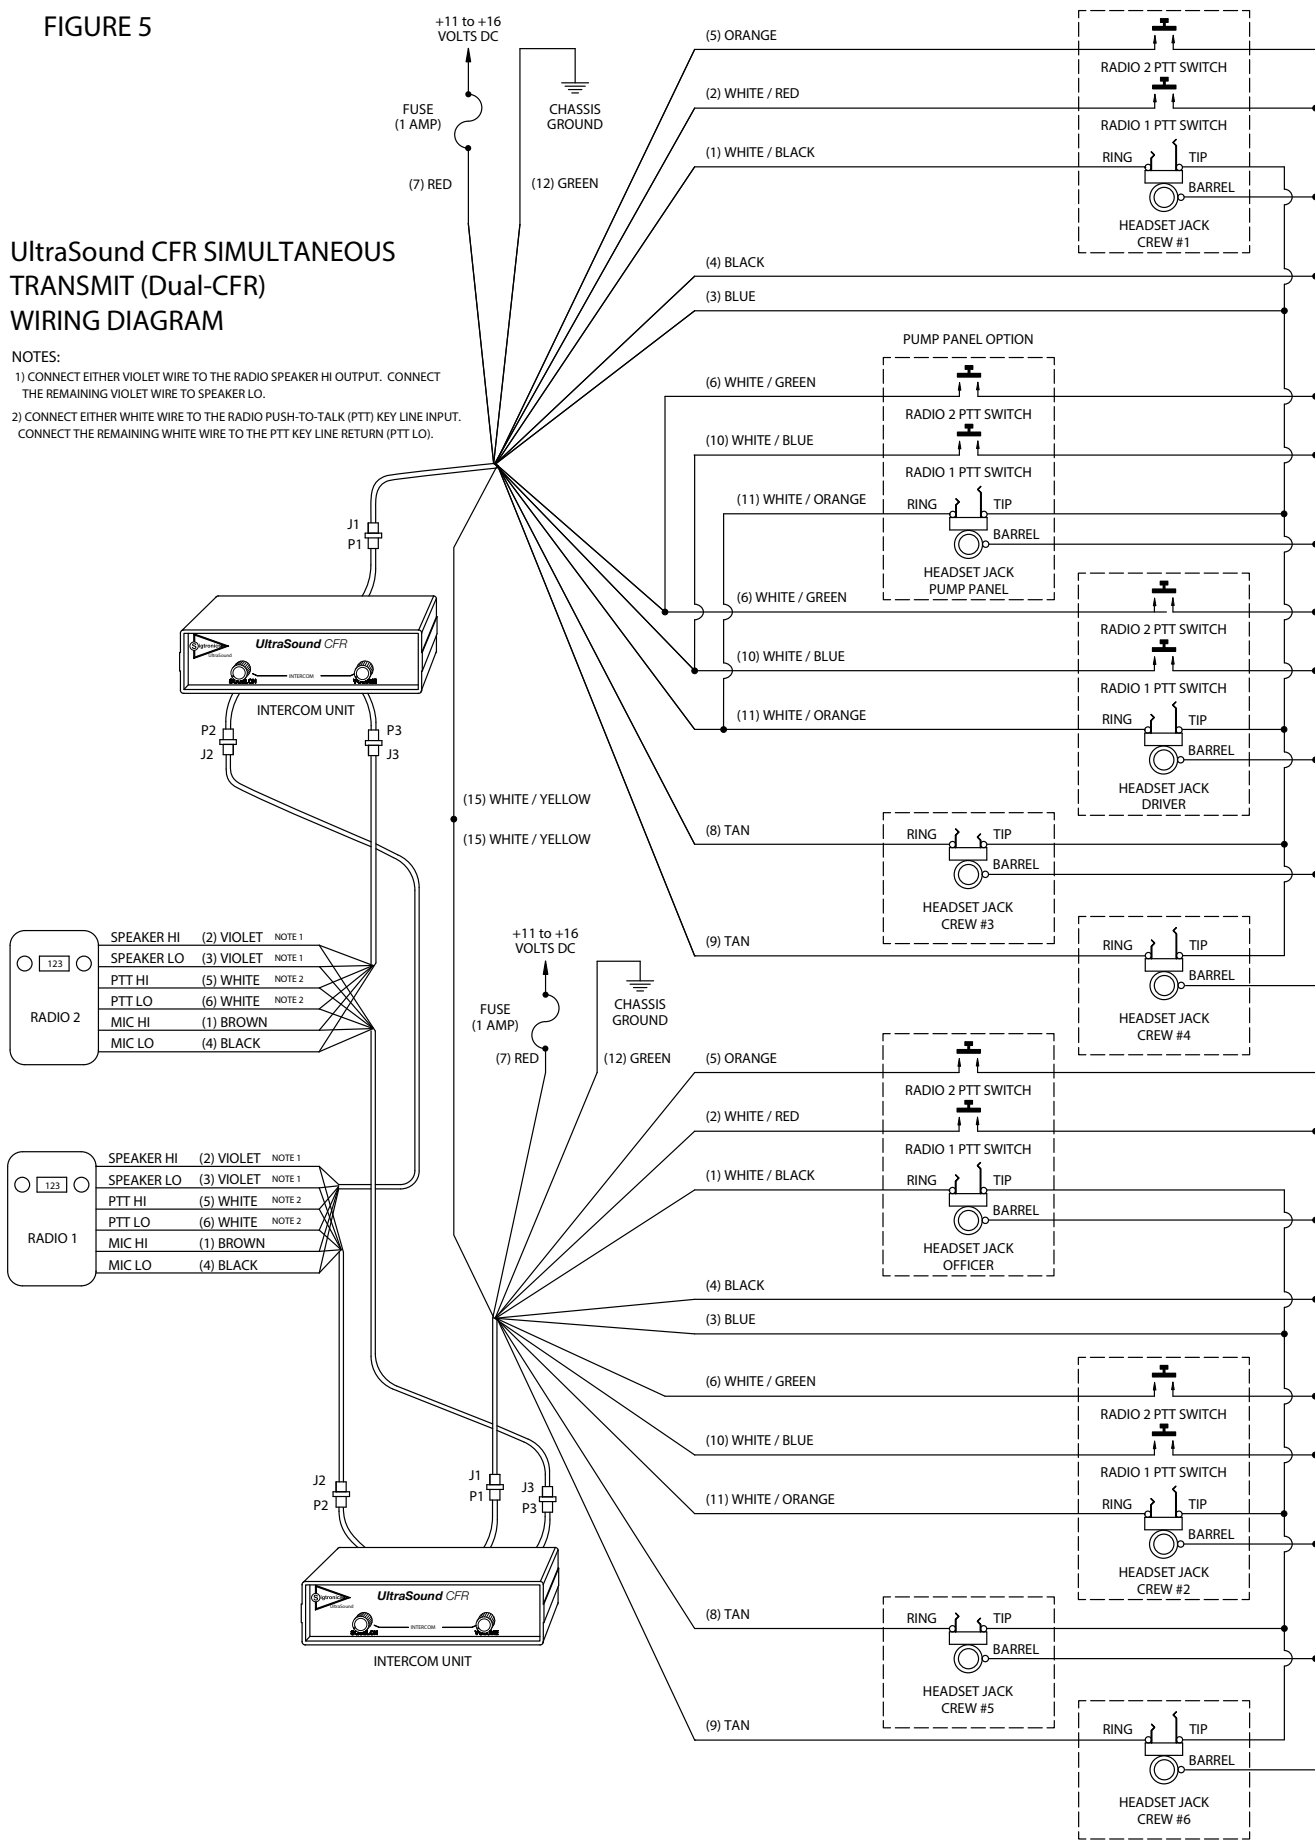 FIGURE 5
+11 to +16
VOLTS DC
FUSE
(1 AMP)
CHASSIS
GROUND
(7) RED
(12) GREEN
UltraSound CFR SIMULTANEOUS
TRANSMIT (Dual-CFR)
WIRING DIAGRAM
NOTES:
1) CONNECT EITHER VIOLET WIRE TO THE RADIO SPEAKER HI OUTPUT. CONNECT
THE REMAINING VIOLET WIRE TO SPEAKER LO.
2) CONNECT EITHER WHITE WIRE TO THE RADIO PUSH-TO-TALK (PTT) KEY LINE INPUT.
CONNECT THE REMAINING WHITE WIRE TO THE PTT KEY LINE RETURN (PTT LO).
(5) ORANGE
RADIO 2 PTT SWITCH
(2) WHITE / RED
RADIO 1 PTT SWITCH
(1) WHITE / BLACK
RING
TIP
BARREL
HEADSET JACK
CREW #1
(4) BLACK
(3) BLUE
PUMP PANEL OPTION
(6) WHITE / GREEN
RADIO 2 PTT SWITCH
(10) WHITE / BLUE
RADIO 1 PTT SWITCH
(11) WHITE / ORANGE
RING
TIP
BARREL
HEADSET JACK
PUMP PANEL
(6) WHITE / GREEN
RADIO 2 PTT SWITCH
(10) WHITE / BLUE
RADIO 1 PTT SWITCH
(11) WHITE / ORANGE
RING
TIP
BARREL
HEADSET JACK
DRIVER
(8) TAN
RING
TIP
BARREL
HEADSET JACK
CREW #3
(9) TAN
RING
TIP
BARREL
HEADSET JACK
CREW #4
J1
P1
Sigtronics
UltraSound
UltraSound CFR
SQUELCH
INTERCOM
VOLUME
INTERCOM UNIT
P2
J2
P3
J3
(15) WHITE / YELLOW
(15) WHITE / YELLOW
123
RADIO 2
SPEAKER HI (2) VIOLET NOTE 1
SPEAKER LO (3) VIOLET NOTE 1
PTT HI (5) WHITE NOTE 2
PTT LO (6) WHITE NOTE 2
MIC HI (1) BROWN
MIC LO (4) BLACK
123
RADIO 1
SPEAKER HI (2) VIOLET NOTE 1
SPEAKER LO (3) VIOLET NOTE 1
PTT HI (5) WHITE NOTE 2
PTT LO (6) WHITE NOTE 2
MIC HI (1) BROWN
MIC LO (4) BLACK
+11 to +16
VOLTS DC
FUSE
(1 AMP)
CHASSIS
GROUND
(7) RED
(12) GREEN
(5) ORANGE
RADIO 2 PTT SWITCH
(2) WHITE / RED
RADIO 1 PTT SWITCH
(1) WHITE / BLACK
RING
TIP
BARREL
HEADSET JACK
OFFICER
(4) BLACK
(3) BLUE
(6) WHITE / GREEN
RADIO 2 PTT SWITCH
(10) WHITE / BLUE
RADIO 1 PTT SWITCH
(11) WHITE / ORANGE
RING
TIP
BARREL
HEADSET JACK
CREW #2
(8) TAN
RING
TIP
BARREL
HEADSET JACK
CREW #5
(9) TAN
RING
TIP
BARREL
HEADSET JACK
CREW #6
J2
P2
J1
P1
J3
P3
Sigtronics
UltraSound
UltraSound CFR
SQUELCH
INTERCOM
VOLUME
INTERCOM UNIT